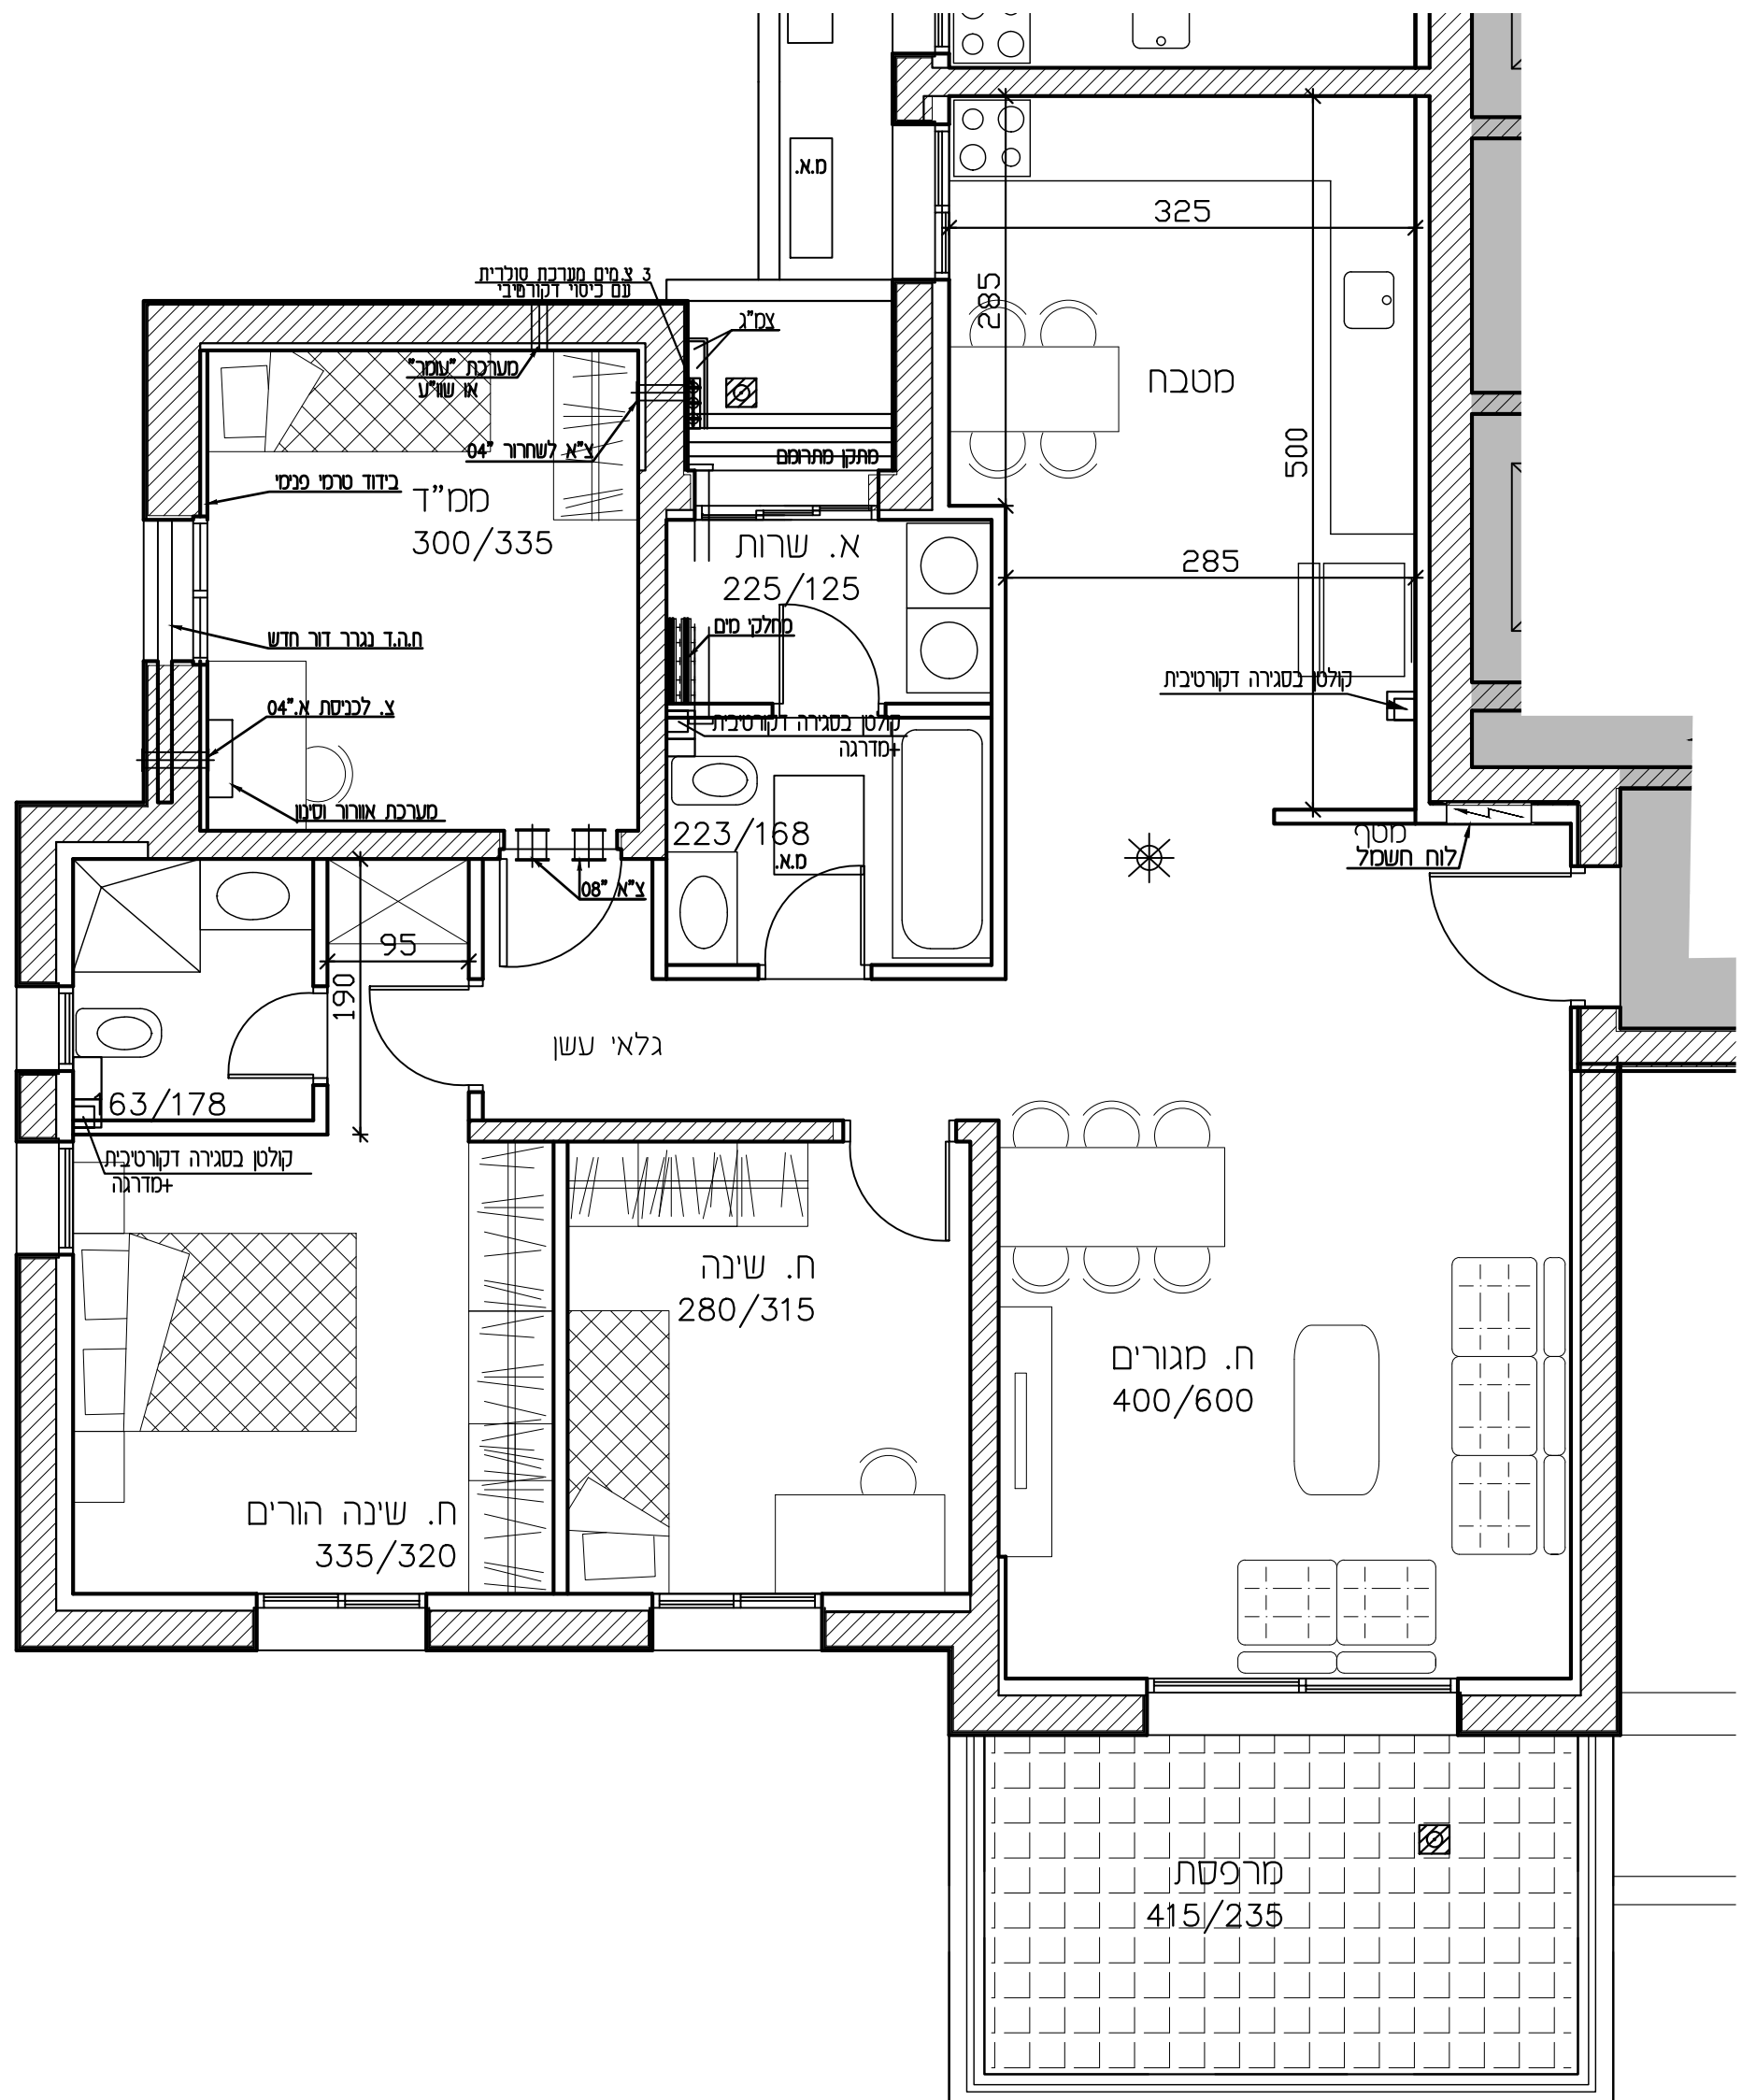 מ.א.
325
285
3 צ.מים מערכת סולרית
עם כיסוי דקורטיבי
צמ"ג
מטבח
מערכת "עומר"
או שוו"ע
500
צ"א לשחרור "04
מתקן מתרומם
בידוד טרמי פנימי
ממ"ד
300/335
א. שרות
225/125
285
מחלקי מים
ח.ה.ד נגרר דור חדש
קולטן בסגירה דקורטיבית
צ. לכניסת א."04
קולטן בסגירה דקורטיבית
+מדרגה
מערכת אוורור וסינון
223/168
מ.א.
מטף
לוח חשמל
צ"א "08
95
190
גלאי עשן
163/178
קולטן בסגירה דקורטיבית
+מדרגה
ח. שינה
280/315
ח. מגורים
400/600
ח. שינה הורים
335/320
מרפסת
415/235